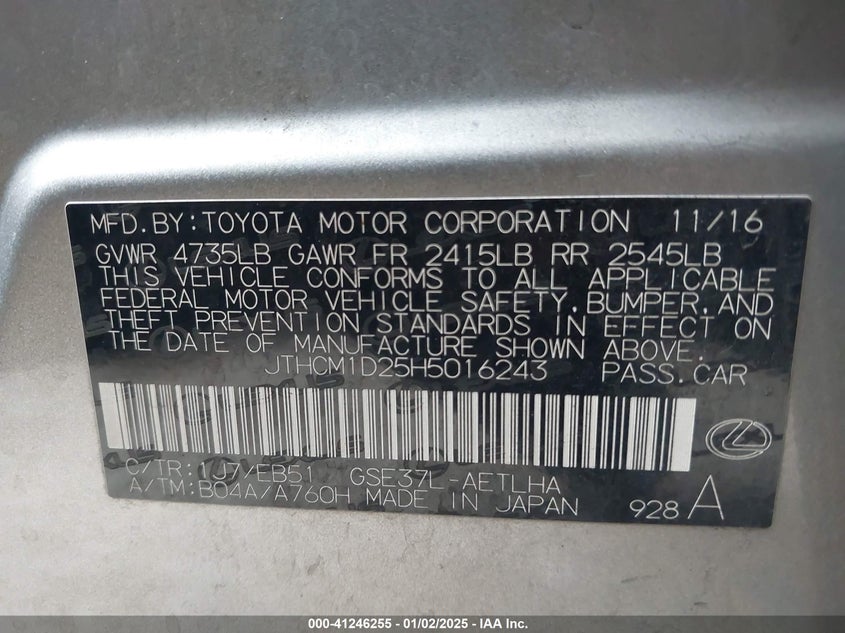 MFD.BY:TOYOTA MOTOR CORPORATION 11/16
GVWR 4735LB GAWR FR 2415LB RR 2545LB
THIS VEHICLE CONFORMS TO ALL APPLICABLE
FEDERAL MOTOR VEHICLE SAFETY,BUMPER,AND
THEFT PREVENTION STANDARDS IN EFFECT ON
THE DATE OF MANUFACTURE SHOWN ABOVE.
JTHCM1D25H5016243 PASS.CAR
C/TR:1J7/EB51 GSE37L-AETLHA
A/TM:B04A/A760H MADE IN JAPAN 928 A
000-41246255 - 01/02/2025 - IAA Inc.